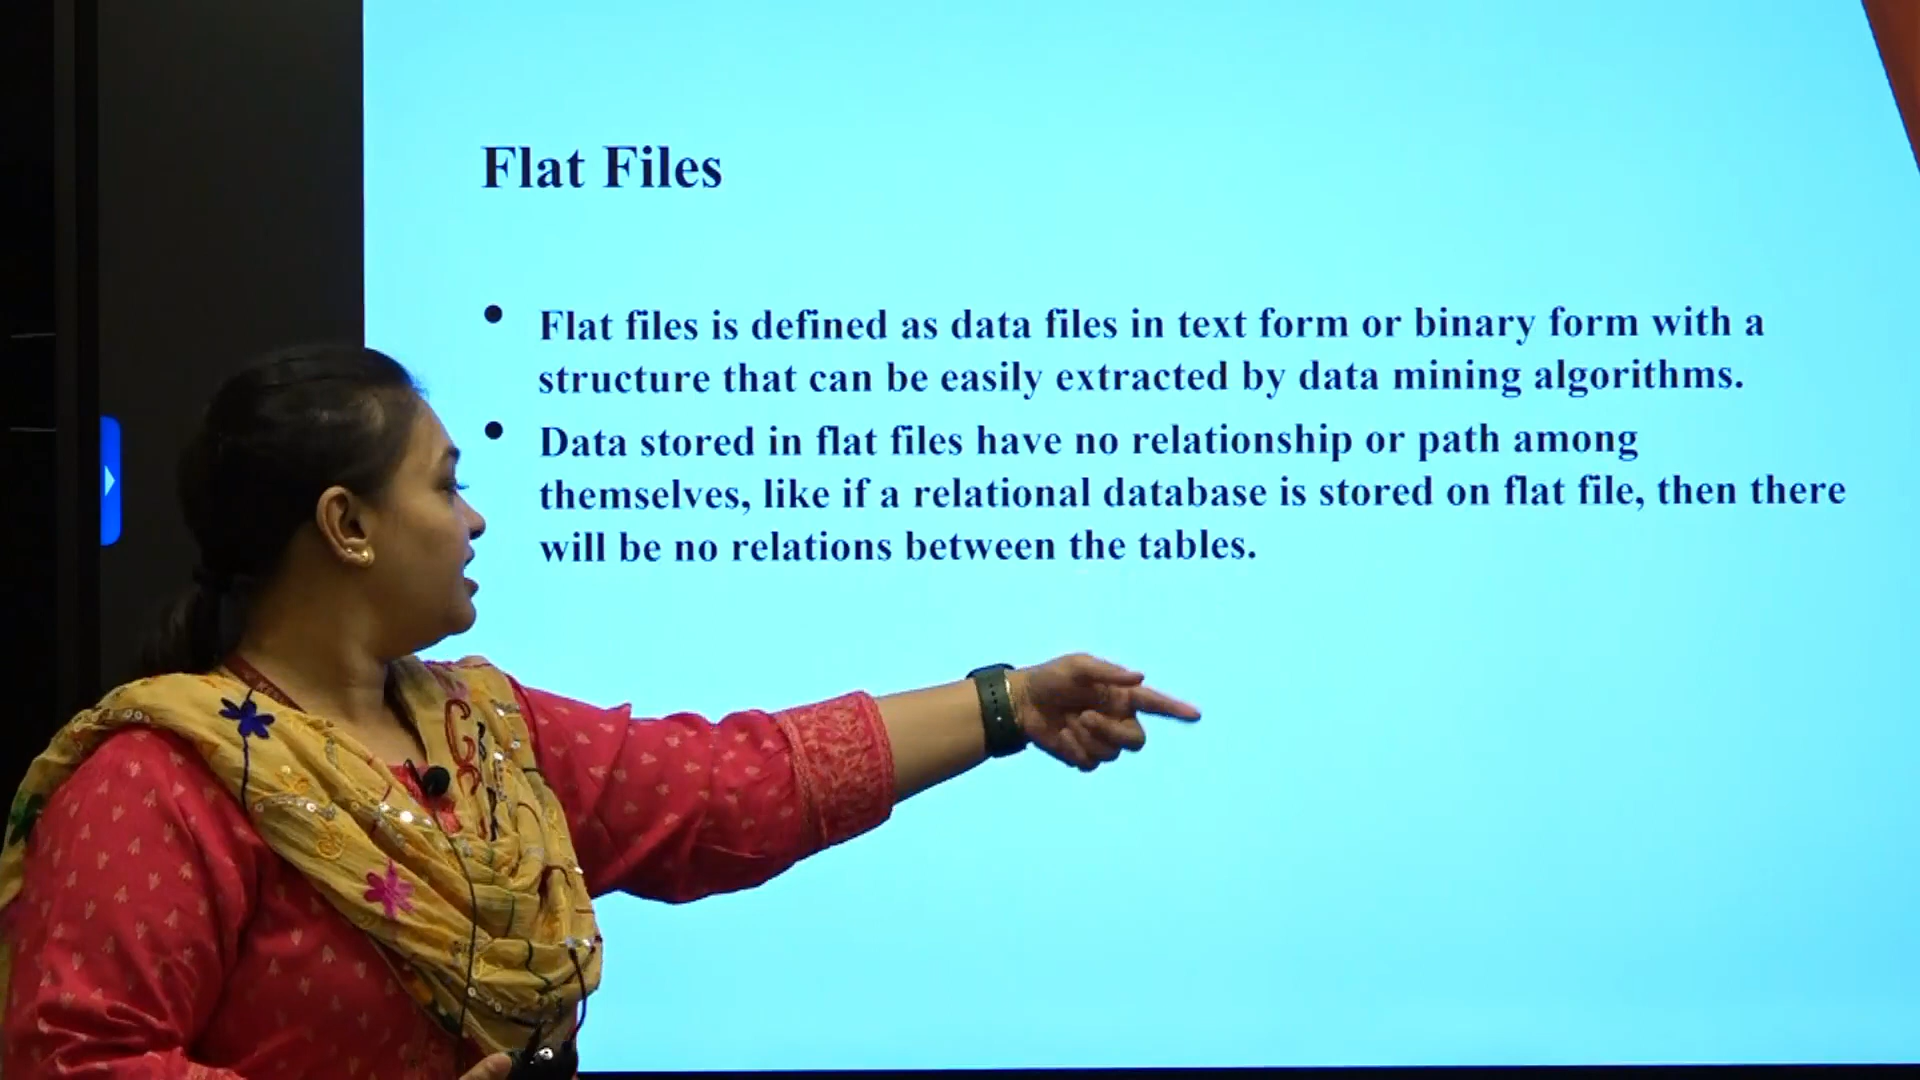 Flat Files
• Flat files is defined as data files in text form or binary form with a
structure that can be easily extracted by data mining algorithms.
• Data stored in flat files have no relationship or path among
themselves, like if a relational database is stored on flat file, then there
will be no relations between the tables.